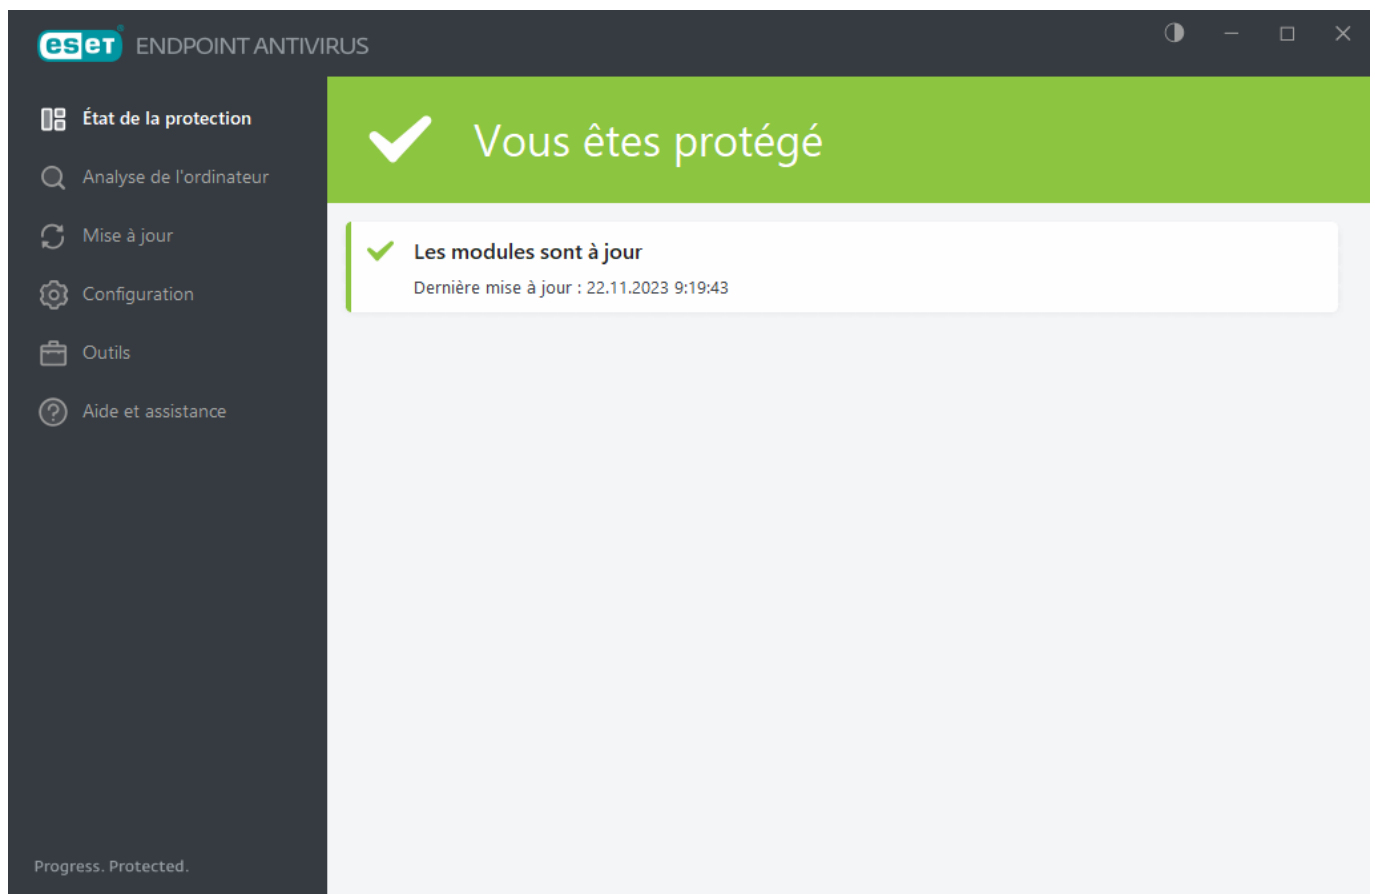 eset ENDPOINT ANTIVIRUS
État de la protection
Analyse de l'ordinateur
Mise à jour
Configuration
Outils
Aide et assistance
Progress. Protected.
Vous êtes protégé
Les modules sont à jour
Dernière mise à jour : 22.11.2023 9:19:43